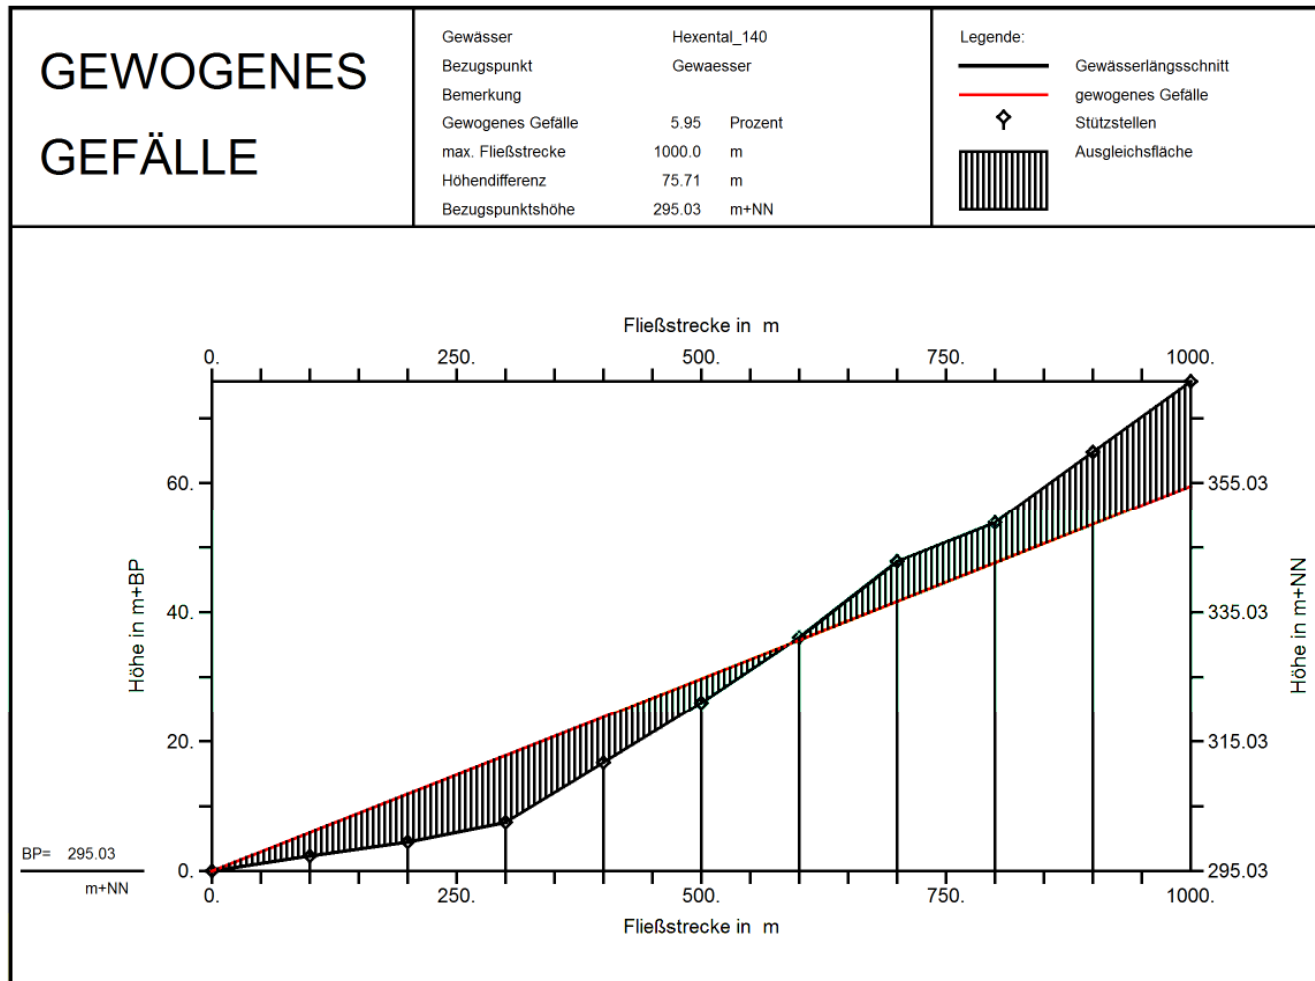 GEWOGENES
GEFÄLLE
Gewässer Hexental_140
Bezugspunkt Gewaesser
Bemerkung
Gewogenes Gefälle 5.95 Prozent
max. Fließstrecke 1000.0 m
Höhendifferenz 75.71 m
Bezugspunktshöhe 295.03 m+NN
Legende:
Gewässerlängsschnitt
gewogenes Gefälle
Stützstellen
Ausgleichsfläche
Fließstrecke in m
0. 250. 500. 750. 1000.
60. 355.03
40. 335.03
20. 315.03
0. 295.03
Höhe in m+BP
Höhe in m+NN
BP= 295.03
m+NN
0. 250. 500. 750. 1000.
Fließstrecke in m